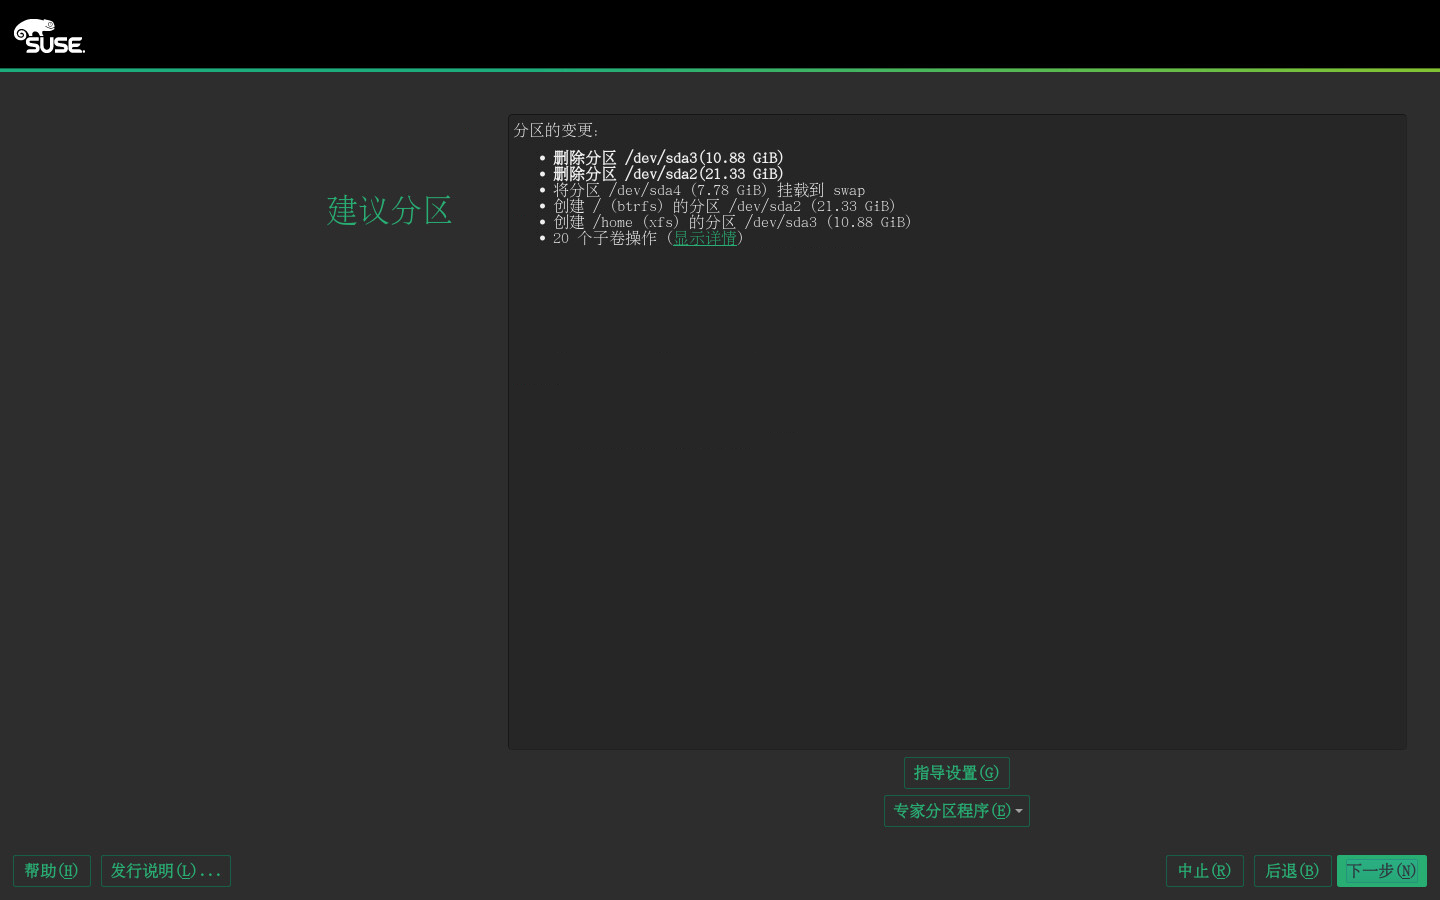 SUSE
建议分区
分区的变更:
删除分区 /dev/sda3(10.88 GiB)
删除分区 /dev/sda2(21.33 GiB)
将分区 /dev/sda4 (7.78 GiB) 挂载到 swap
创建 / (btrfs) 的分区 /dev/sda2 (21.33 GiB)
创建 /home (xfs) 的分区 /dev/sda3 (10.88 GiB)
20 个子卷操作 (显示详情)
指导设置(G)
专家分区程序(E)
帮助(H) 发行说明(L)... 中止(R) 后退(B) 下一步(N)